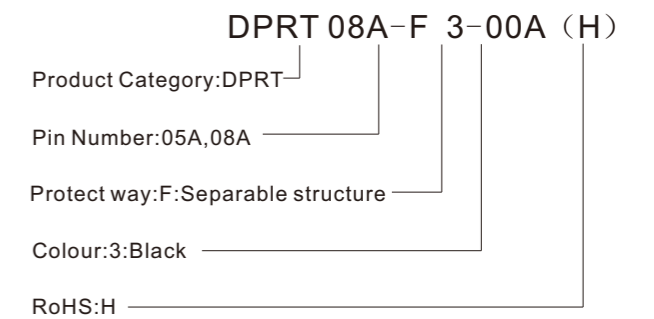 DPRT 08A-F 3-00A（H）
Product Category:DPRT
Pin Number:05A,08A
Protect way:F:Separable structure
Colour:3:Black
RoHS:H